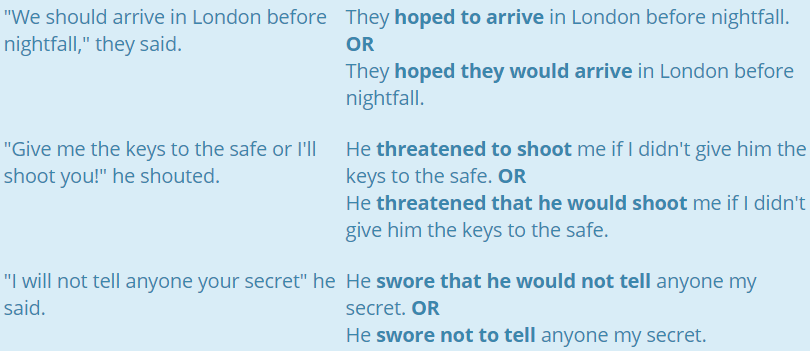 "We should arrive in London before
nightfall," they said.
They hoped to arrive in London before nightfall.
OR
They hoped they would arrive in London before
nightfall.
"Give me the keys to the safe or I'll
shoot you!" he shouted.
He threatened to shoot me if I didn't give him the
keys to the safe. OR
He threatened that he would shoot me if I didn't
give him the keys to the safe.
"I will not tell anyone your secret" he
said.
He swore that he would not tell anyone my
secret. OR
He swore not to tell anyone my secret.